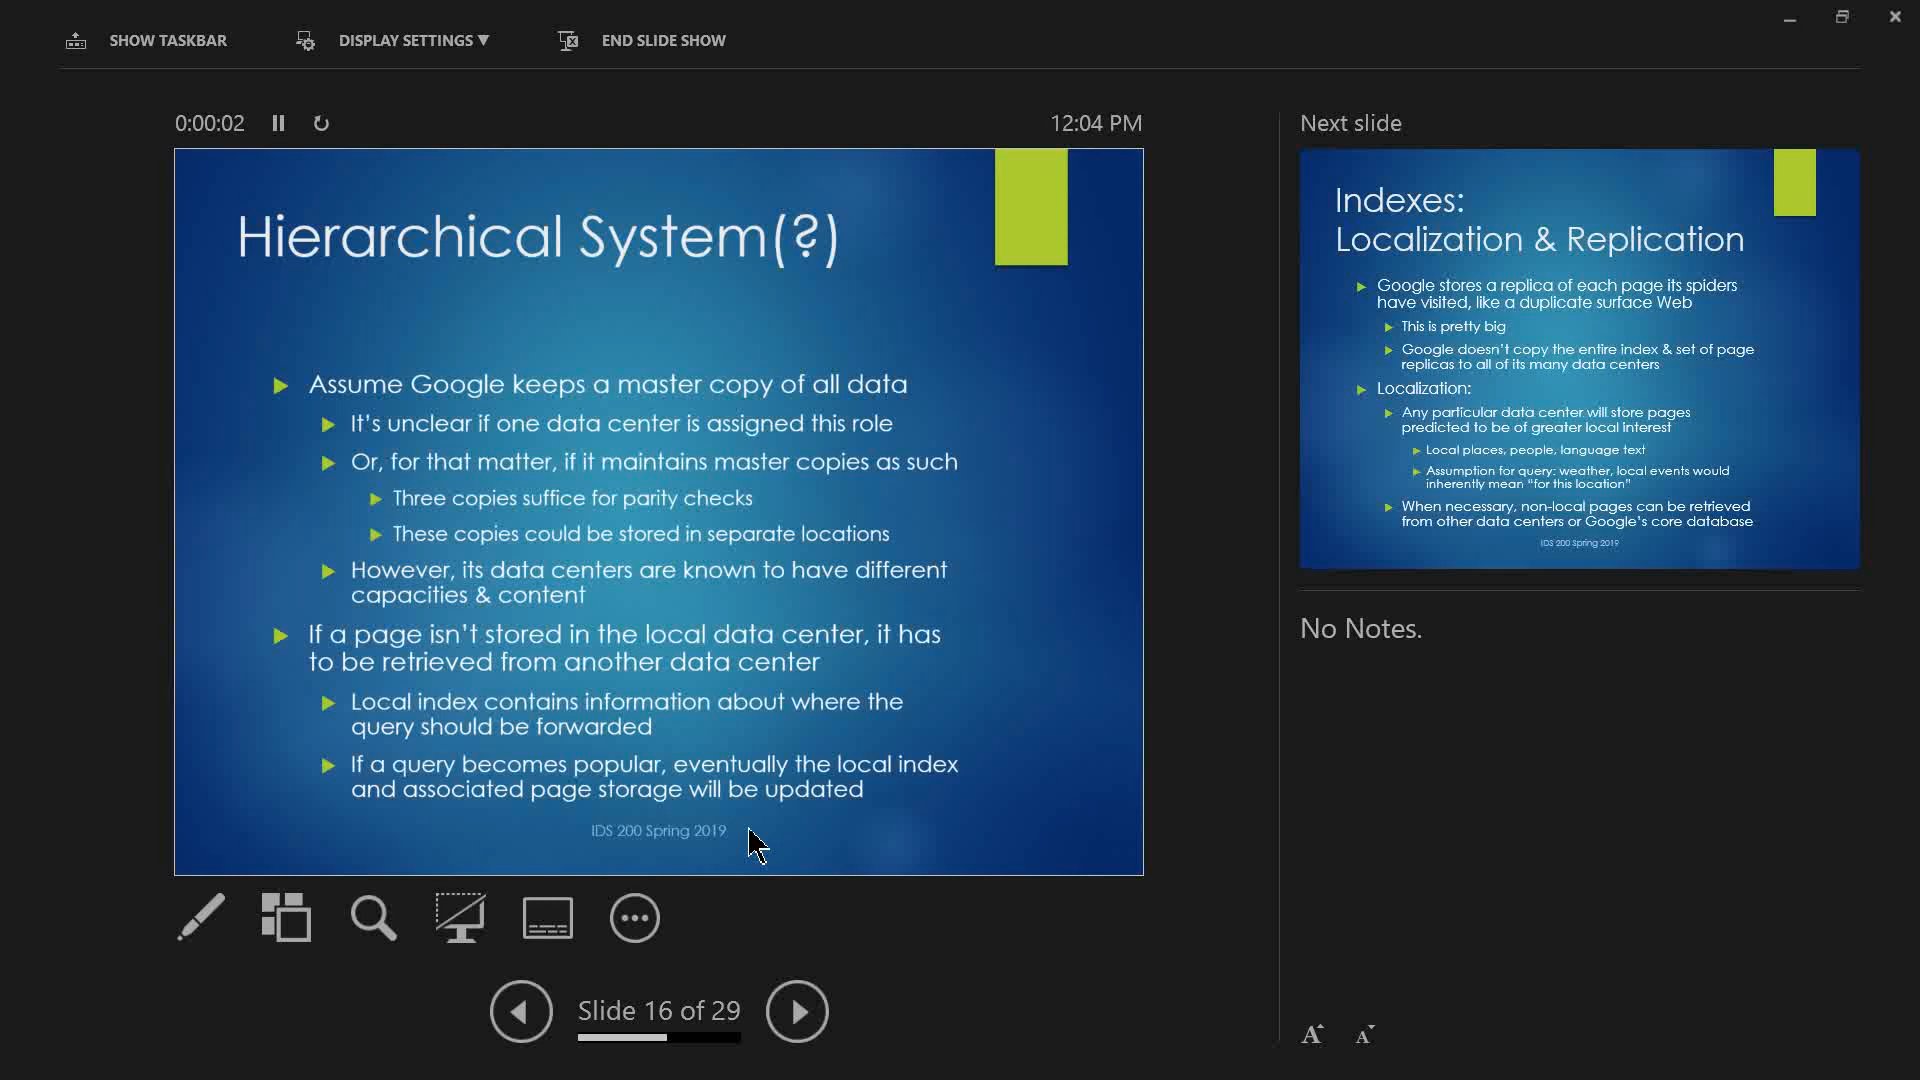 SHOW TASKBAR
DISPLAY SETTINGS ▼
END SLIDE SHOW
0:00:02
12:04 PM
Hierarchical System(?)
Assume Google keeps a master copy of all data
It's unclear if one data center is assigned this role
Or, for that matter, if it maintains master copies as such
Three copies suffice for parity checks
These copies could be stored in separate locations
However, its data centers are known to have different
capacities & content
If a page isn't stored in the local data center, it has
to be retrieved from another data center
Local index contains information about where the
query should be forwarded
If a query becomes popular, eventually the local index
and associated page storage will be updated
IDS 200 Spring 2019
Slide 16 of 29
Next slide
Indexes:
Localization & Replication
Google stores a replica of each page its spiders
have visited, like a duplicate surface Web
This is pretty big
Google doesn't copy the entire index & set of page
replicas to all of its many data centers
Localization:
Any particular data center will store pages
predicted to be of greater local interest
Local places, people, language text
Assumption for query: weather, local events would
inherently mean “for this location”
When necessary, non-local pages can be retrieved
from other data centers or Google's core database
IDS 200 Spring 2019
No Notes.
A A